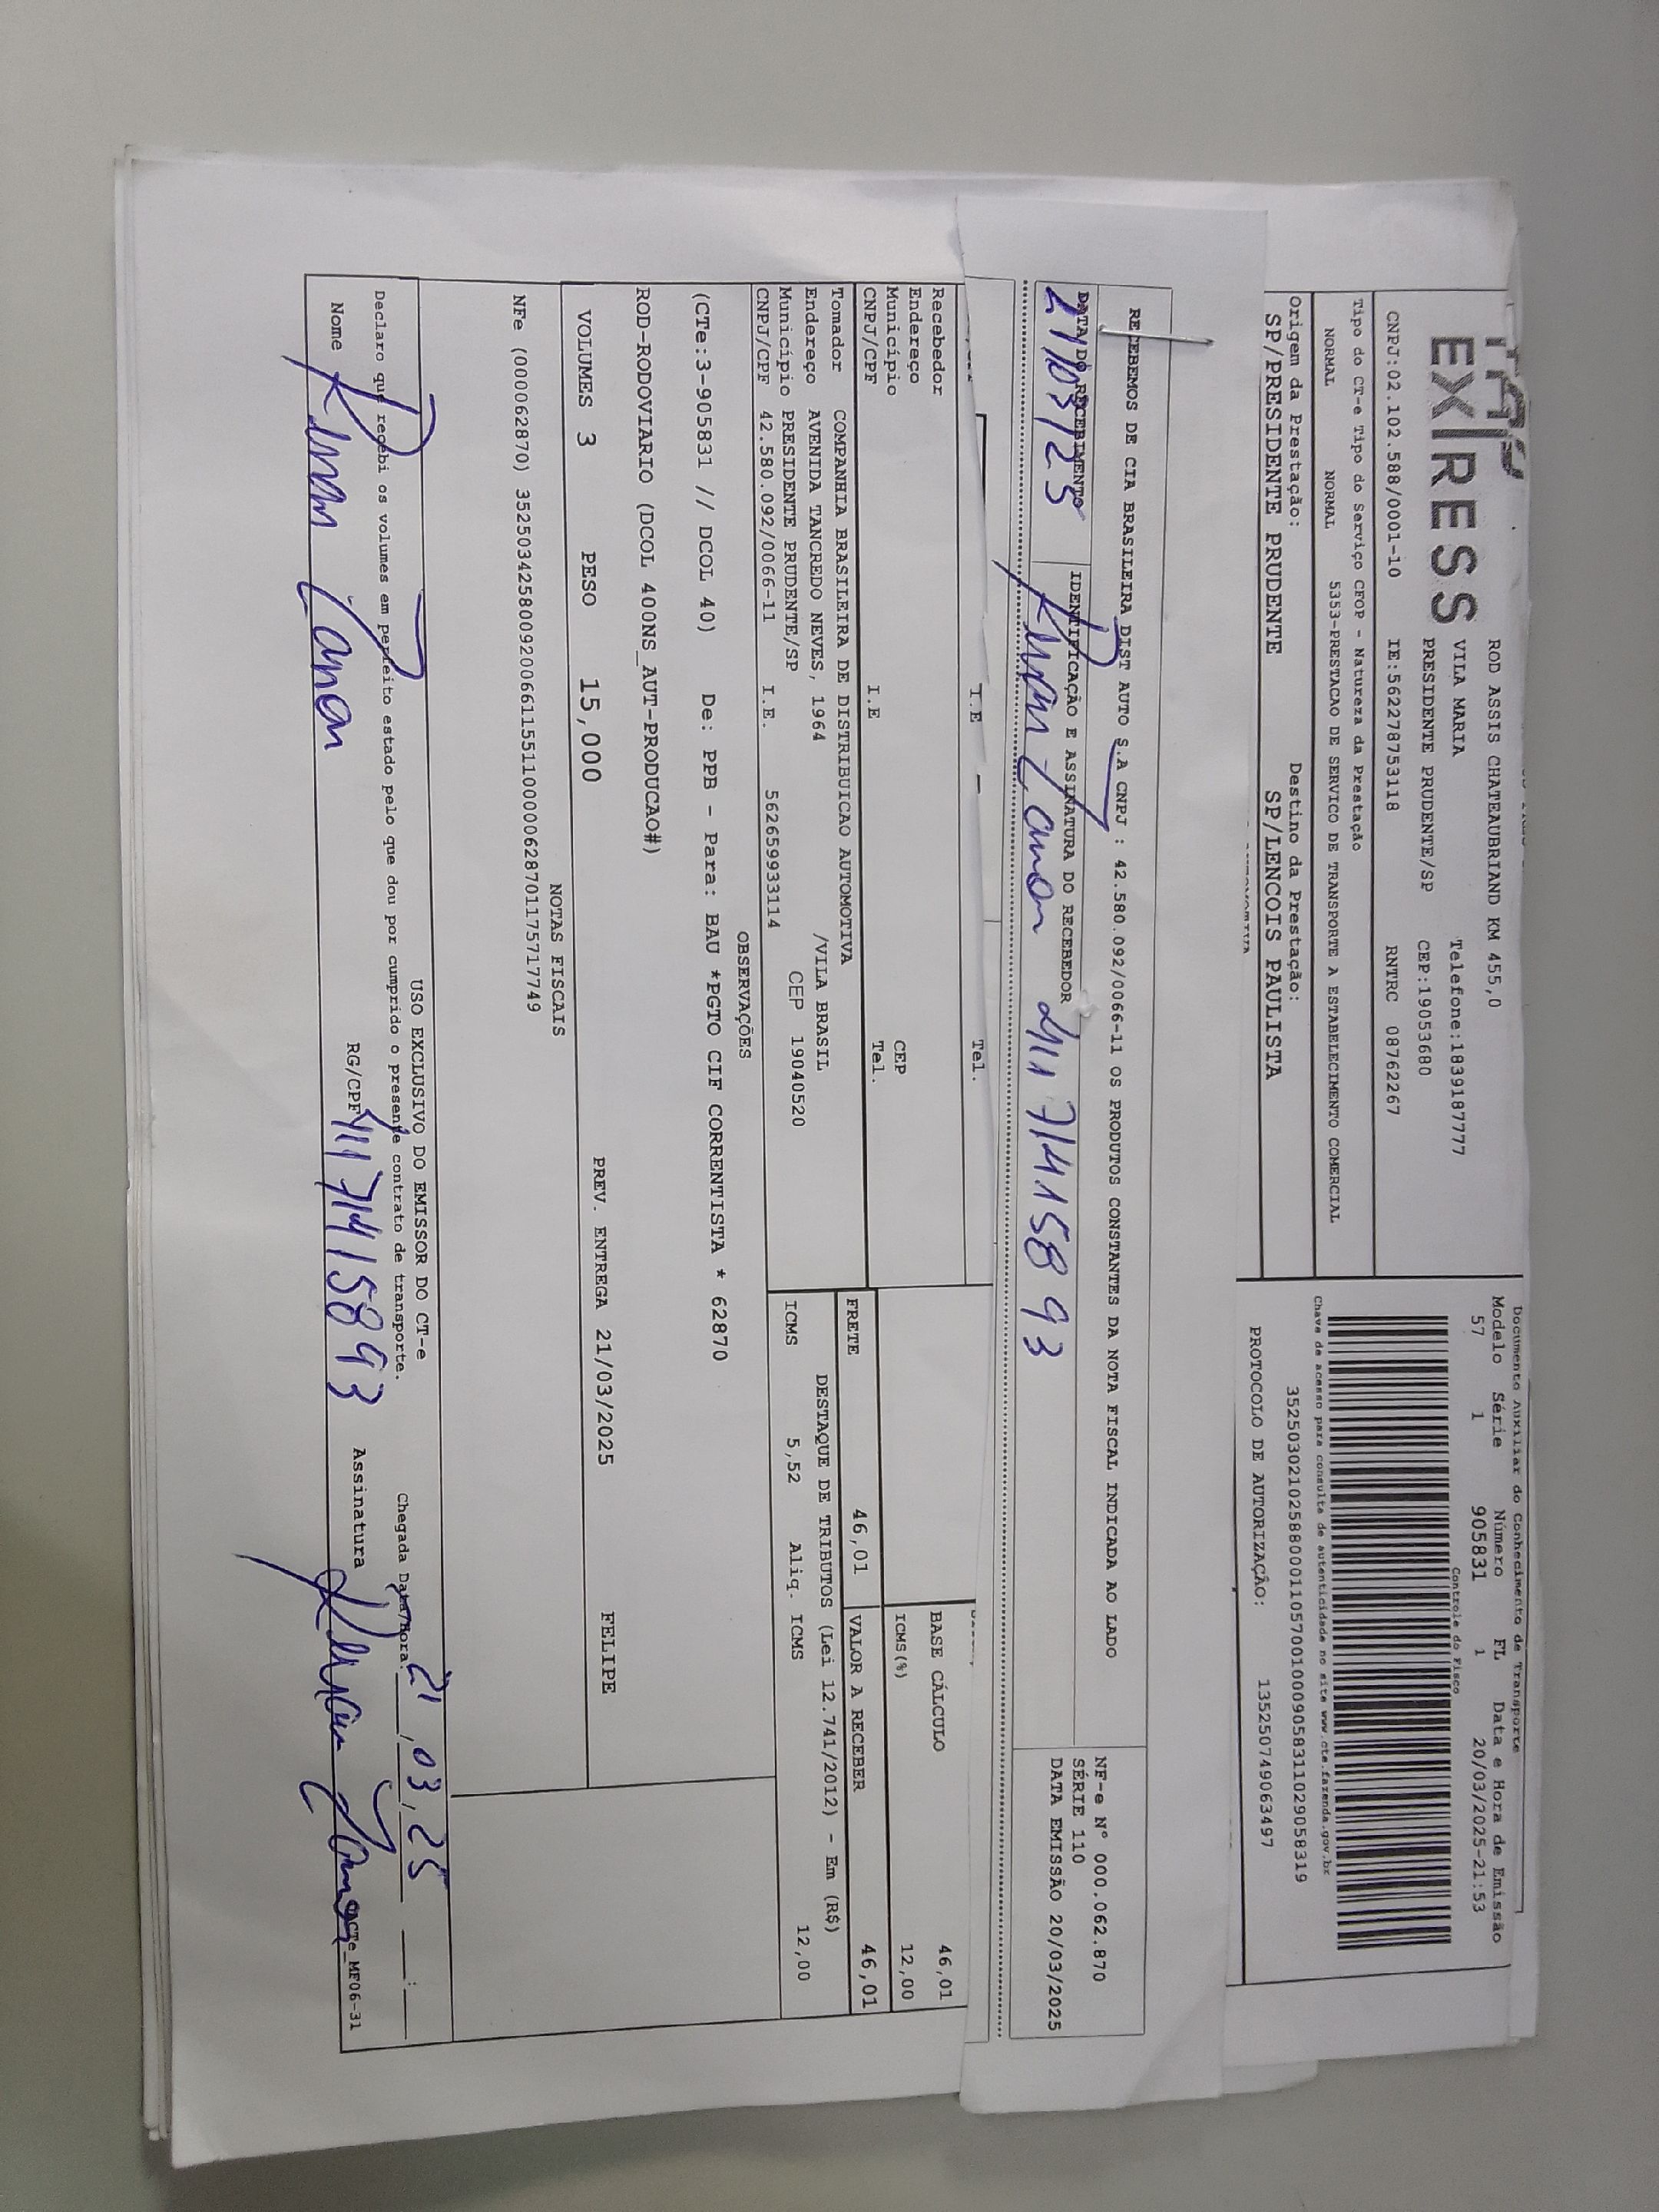 EXPRESS
ROD ASSIS CHATEAUBRIAND KM 455,0
VILA MARIA Telefone:1839187777
PRESIDENTE PRUDENTE/SP CEP:19053680
CNPJ:02.102.588/0001-10 IE:562278753118 RNTRC 08762267
Tipo do CT-e Tipo do Serviço CFOP - Natureza da Prestação
NORMAL NORMAL 5353-PRESTACAO DE SERVICO DE TRANSPORTE A ESTABELECIMENTO COMERCIAL
Origem da Prestação: Destino da Prestação:
SP/PRESIDENTE PRUDENTE SP/LENCOIS PAULISTA
Documento Auxiliar do Conhecimento de Transporte
Modelo Série Número FL Data e Hora de Emissão
57 1 905831 1 20/03/2025-21:53
Controle do Fisco
Chave de acesso para consulta de autenticidade no site www.cte.fazenda.gov.br
35250302102588000110570010009058311029058319
PROTOCOLO DE AUTORIZAÇÃO: 135250749063497
RECEBEMOS DE CIA BRASILEIRA DIST AUTO S.A CNPJ : 42.580.092/0066-11 OS PRODUTOS CONSTANTES DA NOTA FISCAL INDICADA AO LADO
DATA DO RECEBIMENTO IDENTIFICAÇÃO E ASSINATURA DO RECEBEDOR
21/03/25 411 714158 93
NF-e N° 000.062.870
SÉRIE 110
DATA EMISSÃO 20/03/2025
I.E Tel.
Recebedor
Endereço CEP
Município I.E Tel.
CNPJ/CPF
BASE CÁLCULO 46,01
ICMS(%) 12,00
FRETE 46,01 VALOR A RECEBER 46,01
Tomador COMPANHIA BRASILEIRA DE DISTRIBUICAO AUTOMOTIVA
Endereço AVENIDA TANCREDO NEVES, 1964 /VILA BRASIL
Município PRESIDENTE PRUDENTE/SP CEP 19040520
CNPJ/CPF 42.580.092/0066-11 I.E. 562659933114
DESTAQUE DE TRIBUTOS (Lei 12.741/2012) - Em (R$)
ICMS 5,52 Aliq. ICMS 12,00
OBSERVAÇÕES
(CTe:3-905831 // DCOL 40) De: PPB - Para: BAU *PGTO CIF CORRENTISTA * 62870
ROD-RODOVIARIO (DCOL 400NS_AUT-PRODUCAO#)
VOLUMES 3 PESO 15,000 PREV. ENTREGA 21/03/2025 FELIPE
NOTAS FISCAIS
NFe (0000628​70) 35250342580092006611551100000628701175717749
USO EXCLUSIVO DO EMISSOR DO CT-e
Declaro que recebi os volumes em perfeito estado pelo que dou por cumprido o presente contrato de transporte.
Chegada Data/Hora: 21, 03, 25 :
Nome RG/CPF 411 714158 93 Assinatura
DACTe_MF06-31